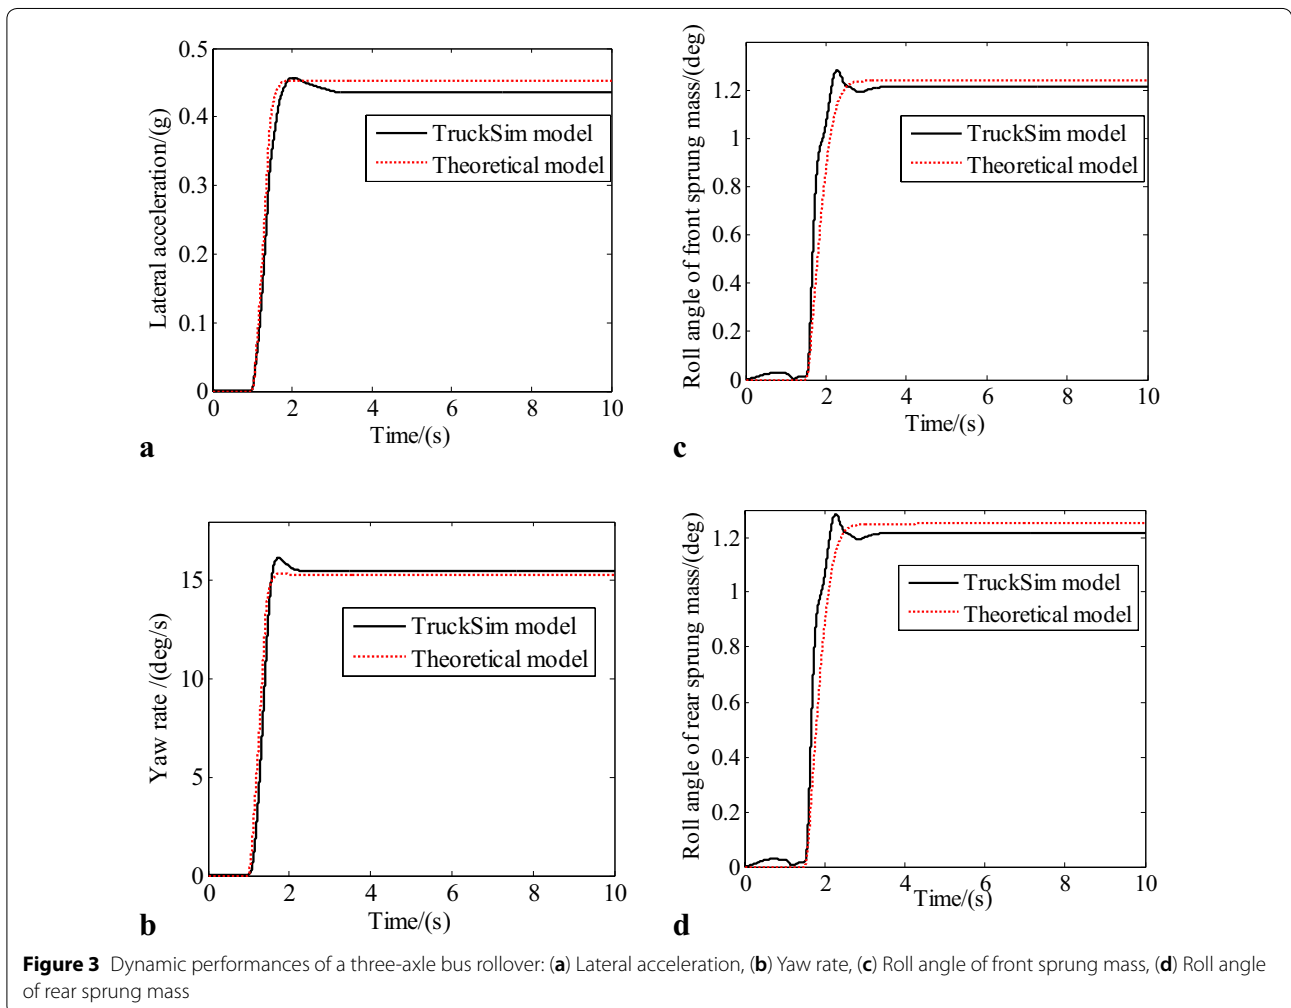 0.5
0.4
0.3
0.2
0.1
0
Lateral acceleration/(g)
TruckSim model
Theoretical model
0 2 4 6 8 10
Time/(s)
a
1.2
1
0.8
0.6
0.4
0.2
0
Roll angle of front sprung mass/(deg)
TruckSim model
Theoretical model
0 2 4 6 8 10
Time/(s)
c
15
10
5
0
Yaw rate /(deg/s)
TruckSim model
Theoretical model
0 2 4 6 8 10
Time/(s)
b
1.2
1
0.8
0.6
0.4
0.2
0
Roll angle of rear sprung mass/(deg)
TruckSim model
Theoretical model
0 2 4 6 8 10
Time/(s)
d
Figure 3 Dynamic performances of a three-axle bus rollover: (a) Lateral acceleration, (b) Yaw rate, (c) Roll angle of front sprung mass, (d) Roll angle
of rear sprung mass